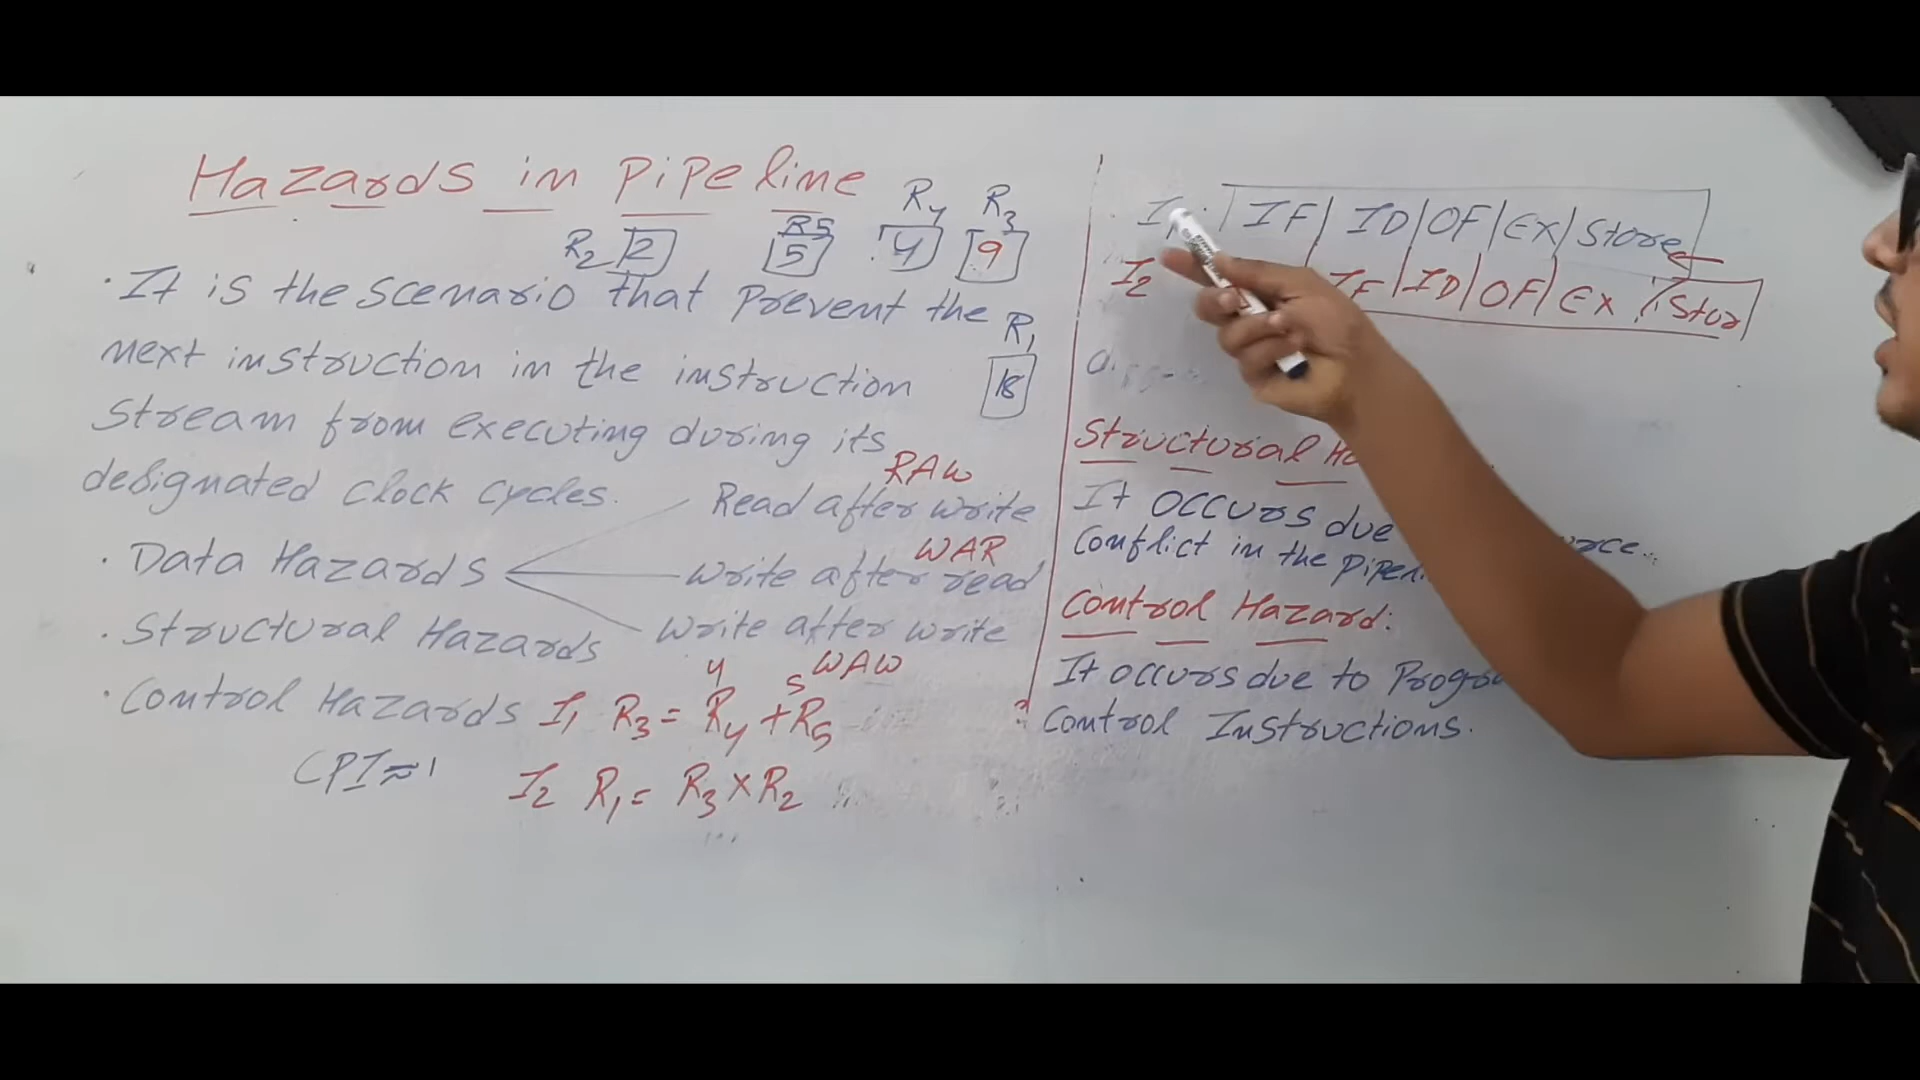 Hazards in Pipeline
R2 2
R5 5
R4 4
R3 9
· It is the scenario that prevent the
next instruction in the instruction
stream from executing during its
designated clock cycles.
R1 18
· Data Hazards
RAW
Read after write
WAR
Write after read
Write after write
WAW
· Structural Hazards
· Control Hazards
4 5
I1 R3 = R4 + R5
CPI ≈ 1
I2 R1 = R3 × R2
I1 IF ID OF EX Store
I2 IF ID OF EX Stor
Structural
It occurs due
conflict in the
Control Hazard:
It occurs due to
Control Instructions.